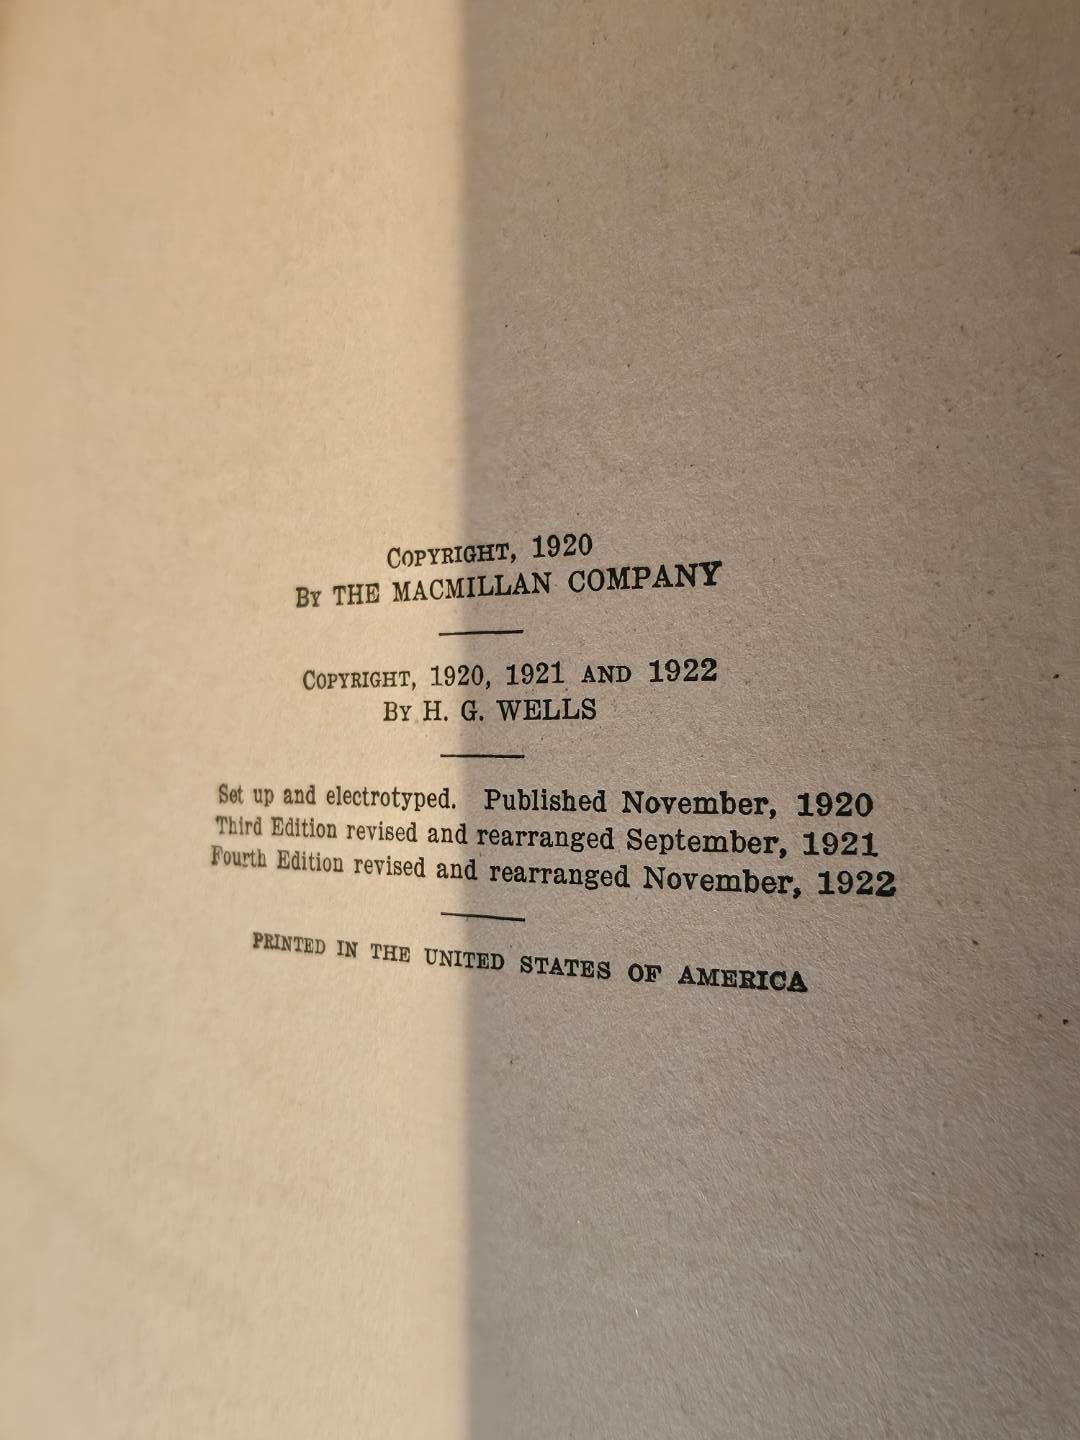 COPYRIGHT, 1920
BY THE MACMILLAN COMPANY
COPYRIGHT, 1920, 1921 AND 1922
BY H. G. WELLS
Set up and electrotyped. Published November, 1920
Third Edition revised and rearranged September, 1921
Fourth Edition revised and rearranged November, 1922
PRINTED IN THE UNITED STATES OF AMERICA